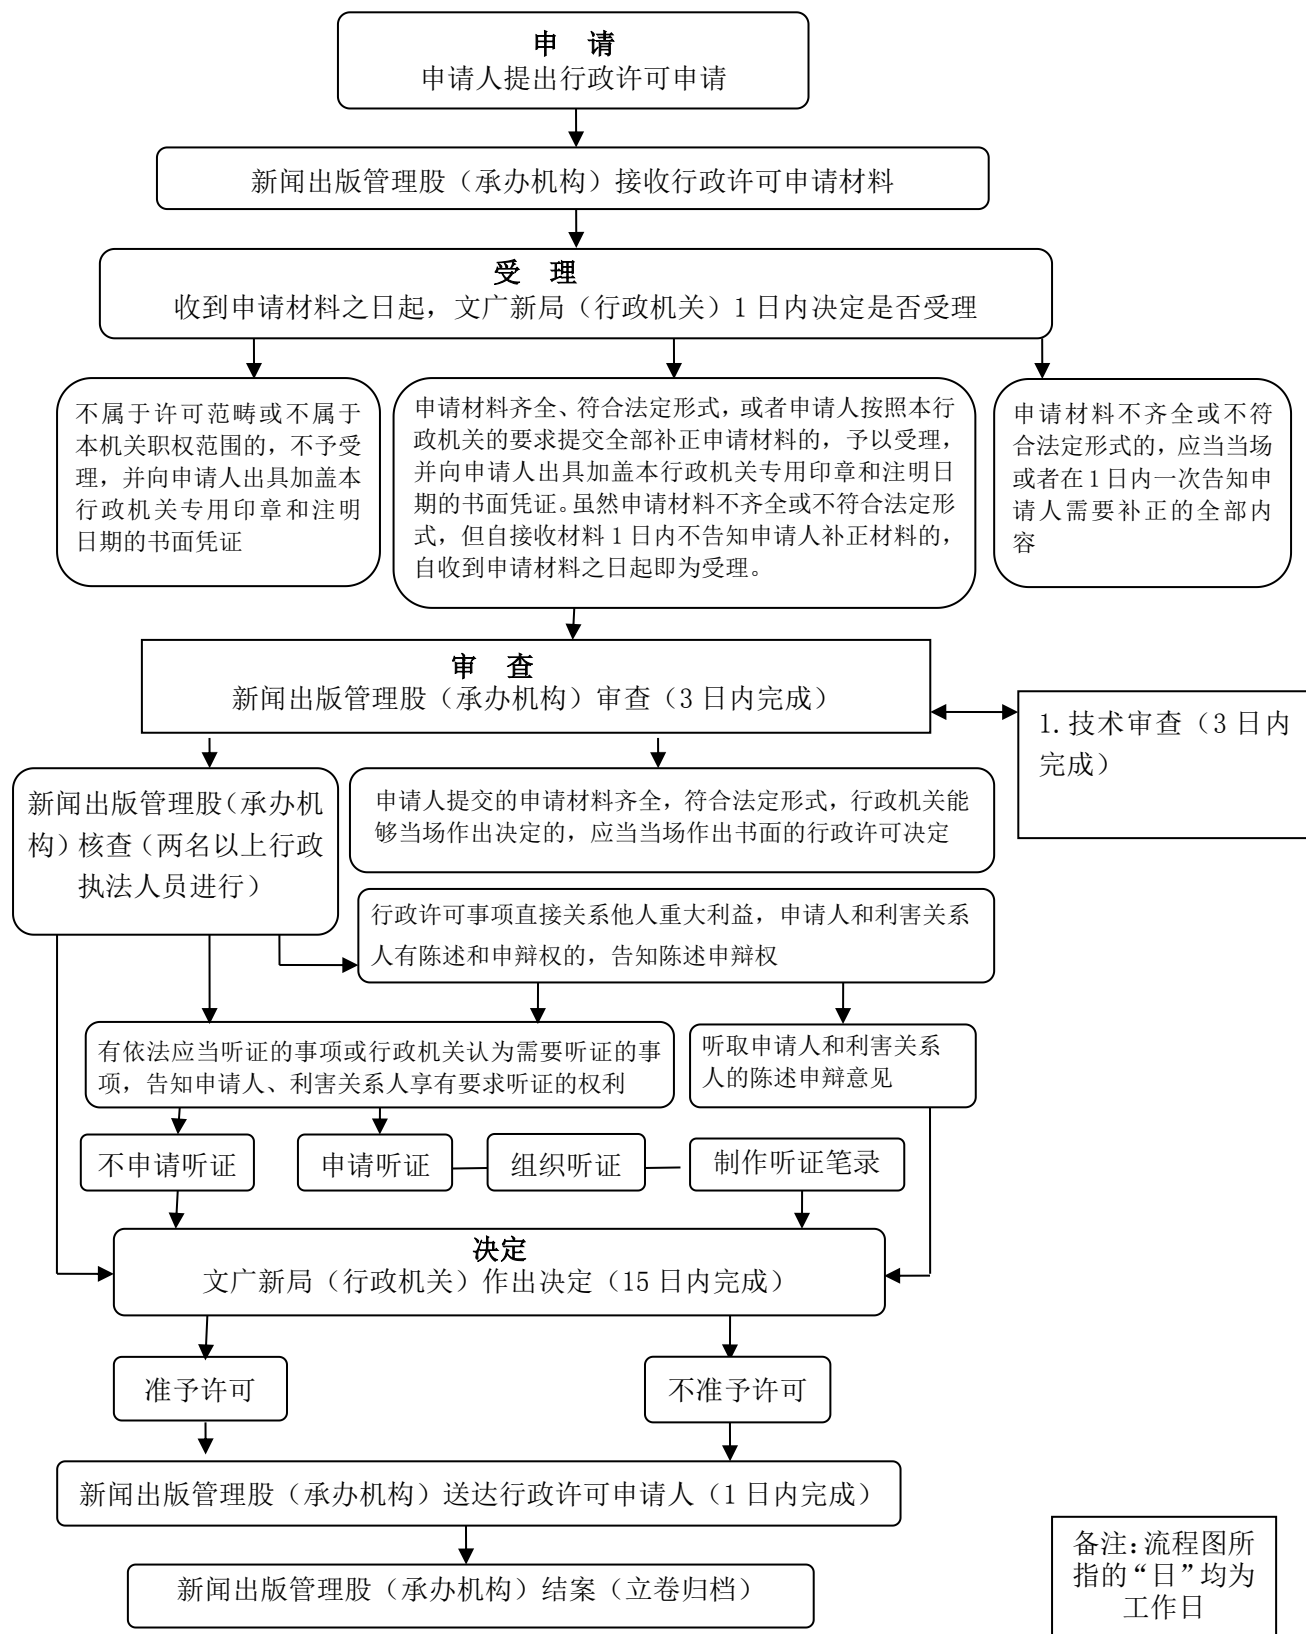 申 请
申请人提出行政许可申请
新闻出版管理股（承办机构）接收行政许可申请材料
受 理
收到申请材料之日起，文广新局（行政机关）1日内决定是否受理
不属于许可范畴或不属于
本机关职权范围的，不予受
理，并向申请人出具加盖本
行政机关专用印章和注明
日期的书面凭证
申请材料齐全、符合法定形式，或者申请人按照本行
政机关的要求提交全部补正申请材料的，予以受理，
并向申请人出具加盖本行政机关专用印章和注明日
期的书面凭证。虽然申请材料不齐全或不符合法定形
式，但自接收材料1日内不告知申请人补正材料的，
自收到申请材料之日起即为受理。
申请材料不齐全或不符
合法定形式的，应当当场
或者在1日内一次告知申
请人需要补正的全部内
容
审 查
新闻出版管理股（承办机构）审查（3日内完成）
1.技术审查（3日内
完成）
新闻出版管理股（承办机
构）核查（两名以上行政
执法人员进行）
申请人提交的申请材料齐全，符合法定形式，行政机关能
够当场作出决定的，应当当场作出书面的行政许可决定
行政许可事项直接关系他人重大利益，申请人和利害关系
人有陈述和申辩权的，告知陈述申辩权
有依法应当听证的事项或行政机关认为需要听证的事
项，告知申请人、利害关系人享有要求听证的权利
听取申请人和利害关系
人的陈述申辩意见
不申请听证
申请听证
组织听证
制作听证笔录
决定
文广新局（行政机关）作出决定（15日内完成）
准予许可
不准予许可
新闻出版管理股（承办机构）送达行政许可申请人（1日内完成）
新闻出版管理股（承办机构）结案（立卷归档）
备注：流程图所
指的“日”均为
工作日